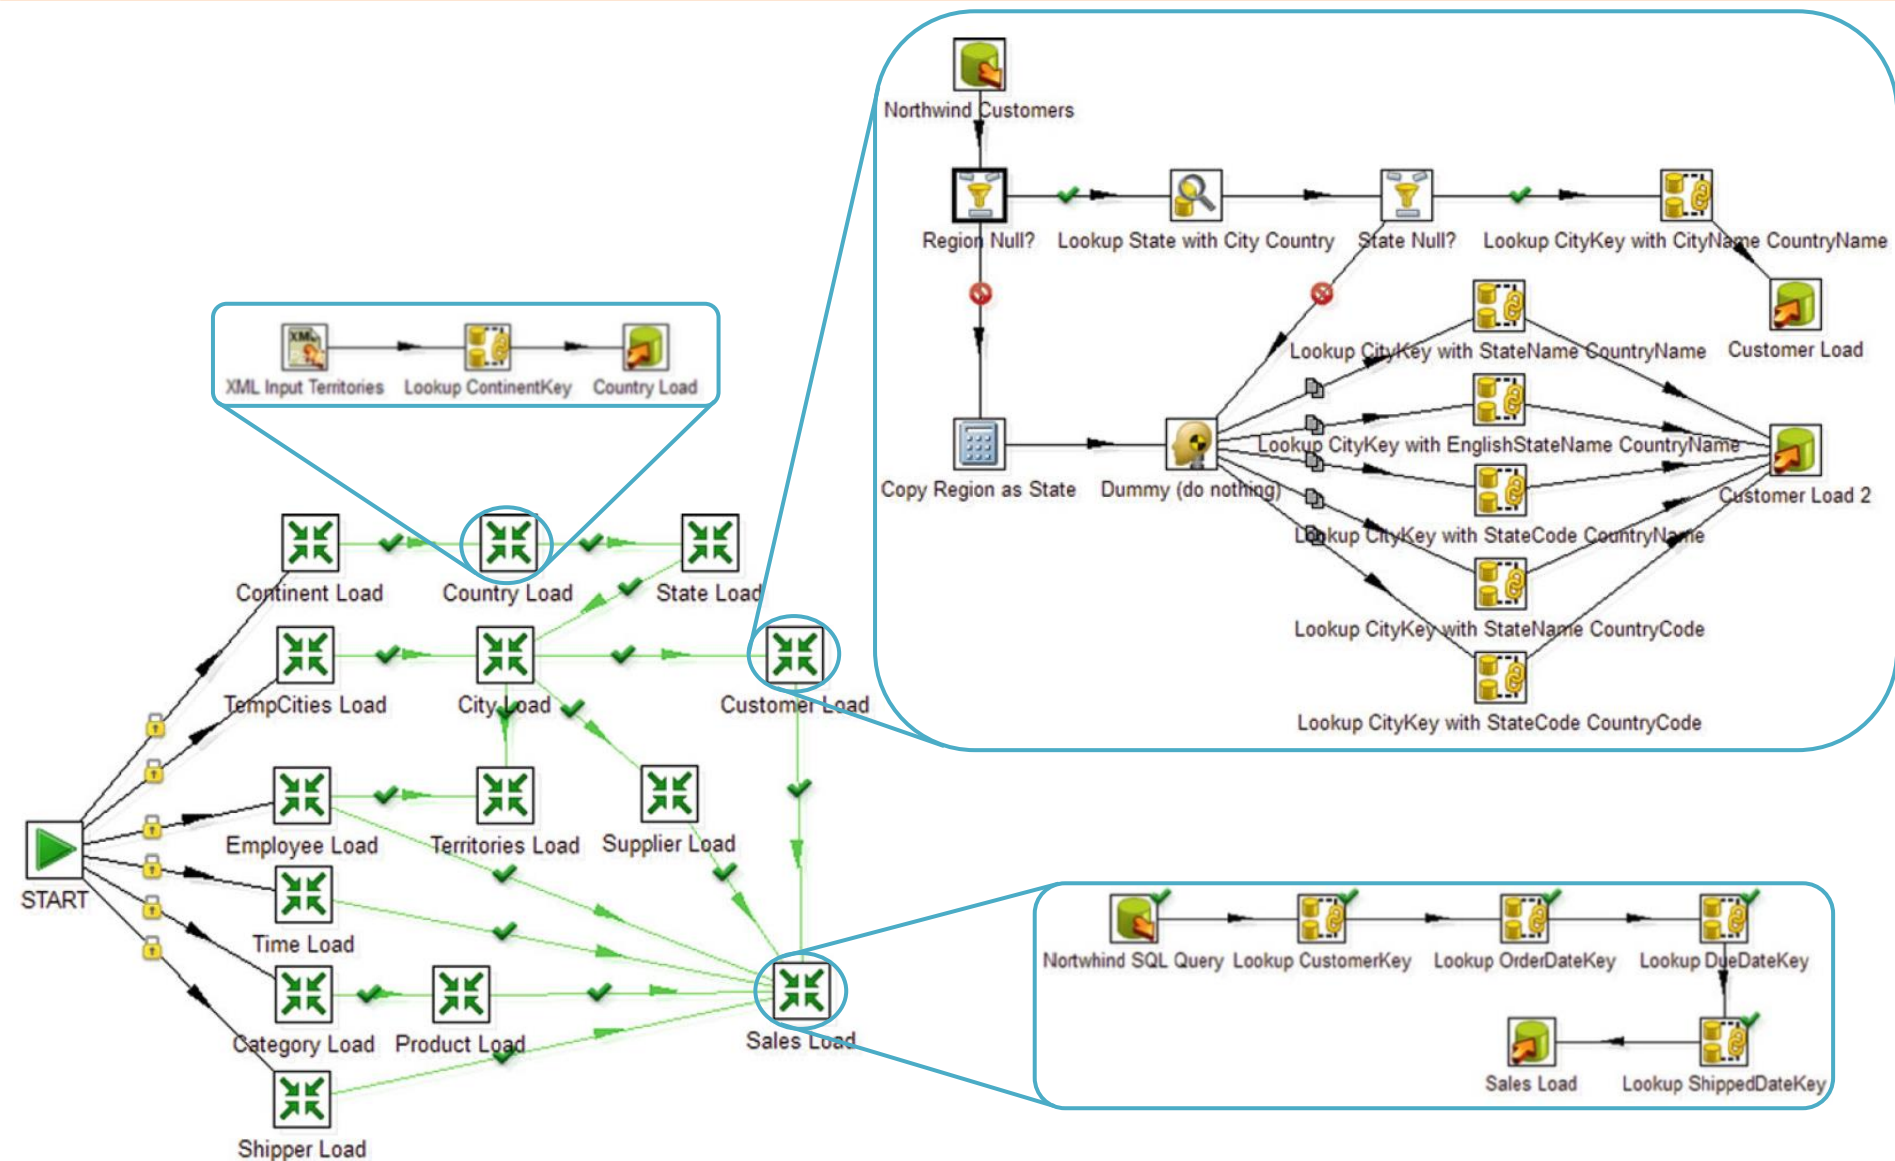 Northwind Customers
Region Null?
Lookup State with City Country
State Null?
Lookup CityKey with CityName CountryName
Lookup CityKey with StateName CountryName
Customer Load
Lookup CityKey with EnglishStateName CountryName
Copy Region as State
Dummy (do nothing)
Customer Load 2
Lookup CityKey with StateCode CountryName
Lookup CityKey with StateName CountryCode
Lookup CityKey with StateCode CountryCode
XML
XML Input Territories
Lookup ContinentKey
Country Load
Continent Load
Country Load
State Load
TempCities Load
City Load
Customer Load
Employee Load
Territories Load
Supplier Load
START
Time Load
Category Load
Product Load
Sales Load
Shipper Load
Nortwhind SQL Query
Lookup CustomerKey
Lookup OrderDateKey
Lookup DueDateKey
Sales Load
Lookup ShippedDateKey